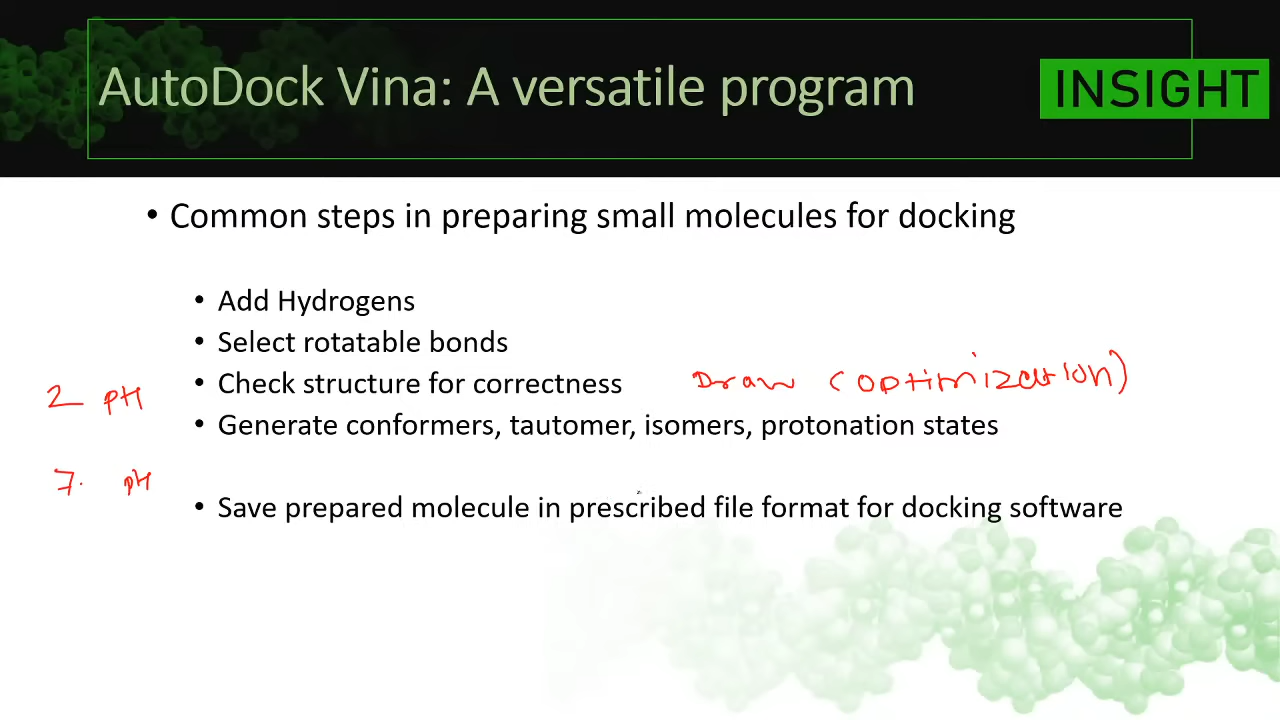 AutoDock Vina: A versatile program
INSIGHT
• Common steps in preparing small molecules for docking
• Add Hydrogens
• Select rotatable bonds
• Check structure for correctness
Draw (optimization)
2 pH
• Generate conformers, tautomer, isomers, protonation states
7. pH
• Save prepared molecule in prescribed file format for docking software